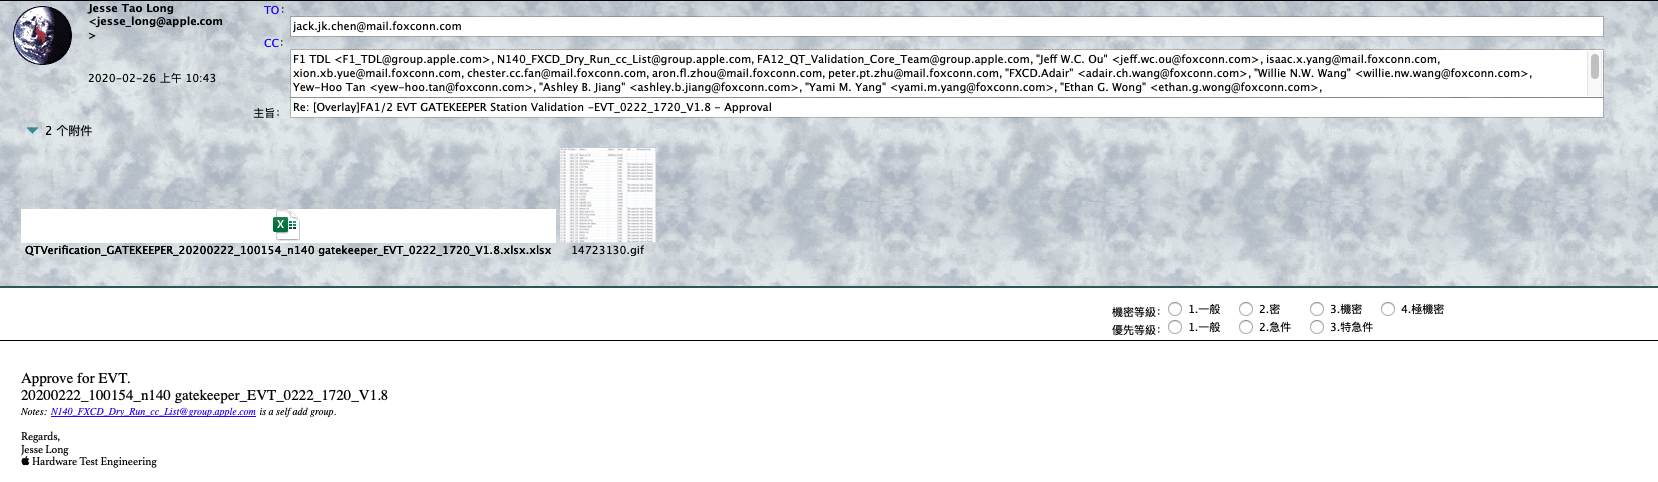 Jesse Tao Long
<jesse_long@apple.com
>
2020-02-26 上午 10:43
TO:
jack.jk.chen@mail.foxconn.com
CC:
F1 TDL <F1_TDL@group.apple.com>, N140_FXCD_Dry_Run_cc_List@group.apple.com, FA12_QT_Validation_Core_Team@group.apple.com, "Jeff W.C. Ou" <jeff.wc.ou@foxconn.com>, isaac.x.yang@mail.foxconn.com,
xion.xb.yue@mail.foxconn.com, chester.cc.fan@mail.foxconn.com, aron.fl.zhou@mail.foxconn.com, peter.pt.zhu@mail.foxconn.com, "FXCD.Adair" <adair.ch.wang@foxconn.com>, "Willie N.W. Wang" <willie.nw.wang@foxconn.com>,
Yew-Hoo Tan <yew-hoo.tan@foxconn.com>, "Ashley B. Jiang" <ashley.b.jiang@foxconn.com>, "Yami M. Yang" <yami.m.yang@foxconn.com>, "Ethan G. Wong" <ethan.g.wong@foxconn.com>,
主旨:
Re: [Overlay]FA1/2 EVT GATEKEEPER Station Validation -EVT_0222_1720_V1.8 - Approval
2 个附件
QTVerification_GATEKEEPER_20200222_100154_n140 gatekeeper_EVT_0222_1720_V1.8.xlsx.xlsx
14723130.gif
機密等級: 1.一般 2.密 3.機密 4.極機密
優先等級: 1.一般 2.急件 3.特急件
Approve for EVT.
20200222_100154_n140 gatekeeper_EVT_0222_1720_V1.8
Notes: N140_FXCD_Dry_Run_cc_List@group.apple.com is a self add group.
Regards,
Jesse Long
Hardware Test Engineering